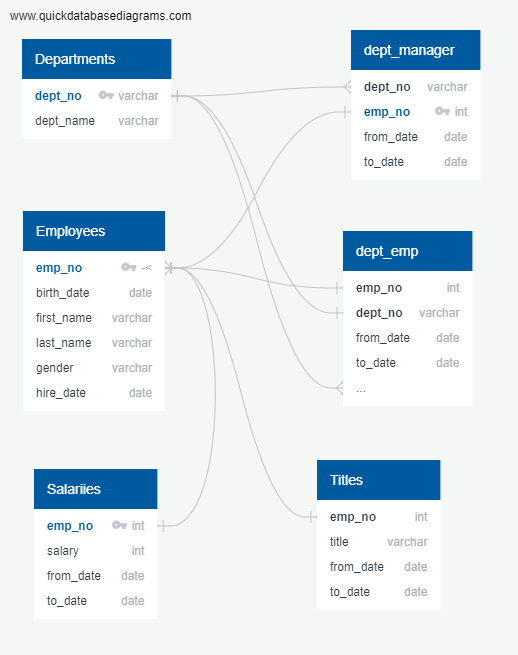 www.quickdatabasediagrams.com
Departments
dept_no varchar
dept_name varchar
dept_manager
dept_no varchar
emp_no int
from_date date
to_date date
Employees
emp_no -<
birth_date date
first_name varchar
last_name varchar
gender varchar
hire_date date
dept_emp
emp_no int
dept_no varchar
from_date date
to_date date
...
Salariies
emp_no int
salary int
from_date date
to_date date
Titles
emp_no int
title varchar
from_date date
to_date date